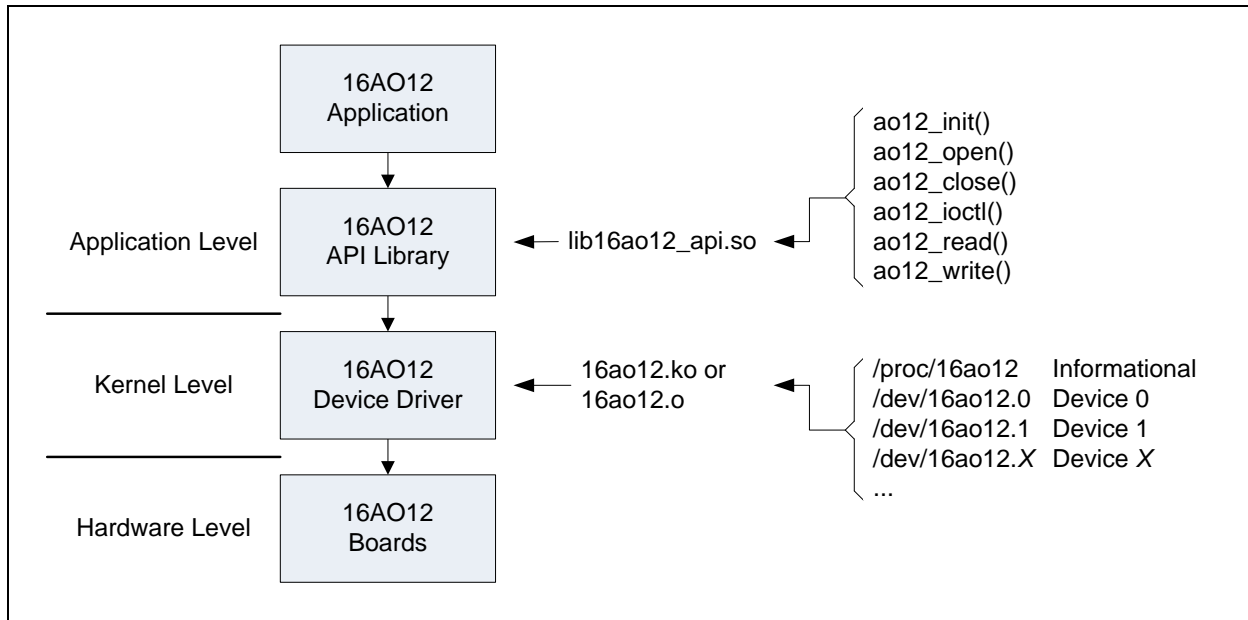 16AO12
Application
Application Level
16AO12
API Library
lib16ao12_api.so
ao12_init()
ao12_open()
ao12_close()
ao12_ioctl()
ao12_read()
ao12_write()
Kernel Level
16AO12
Device Driver
16ao12.ko or
16ao12.o
/proc/16ao12 Informational
/dev/16ao12.0 Device 0
/dev/16ao12.1 Device 1
/dev/16ao12.X Device X
...
Hardware Level
16AO12
Boards